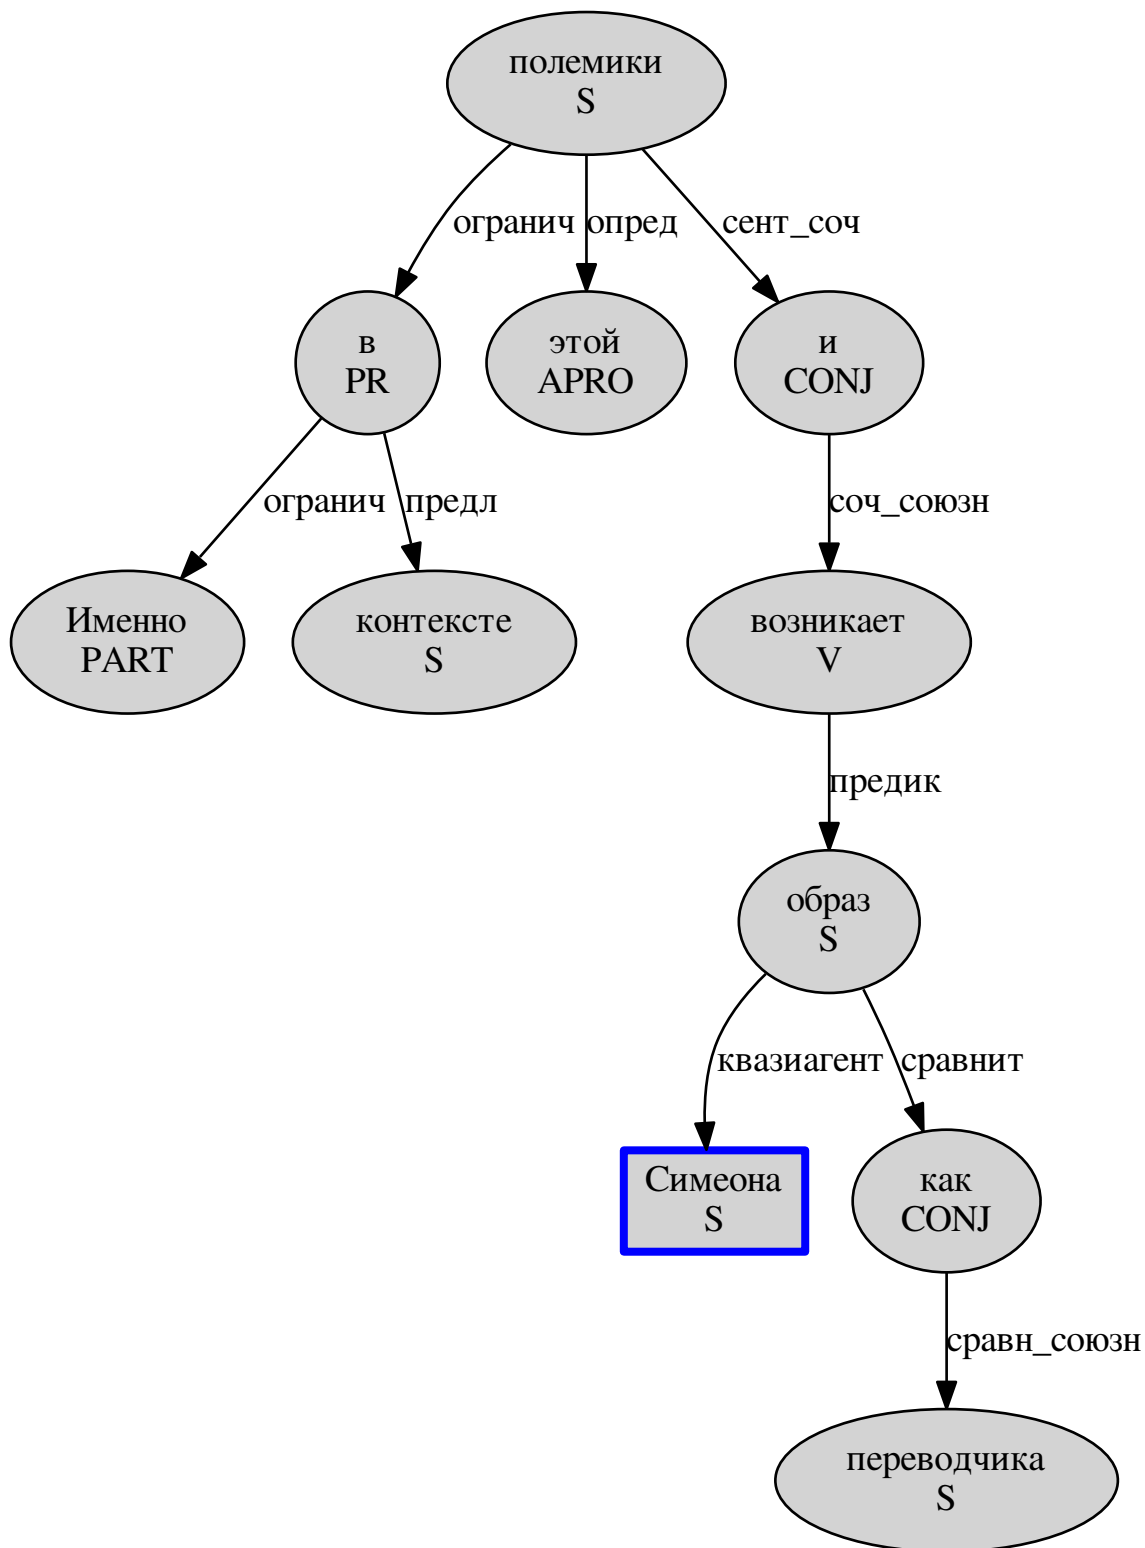 полемики
S
огранич
опред
сент_соч
в
PR
этой
APRO
и
CONJ
огранич
предл
соч_союзн
Именно
PART
контексте
S
возникает
V
предик
образ
S
квазиагент
сравнит
Симеона
S
как
CONJ
сравн_союзн
переводчика
S